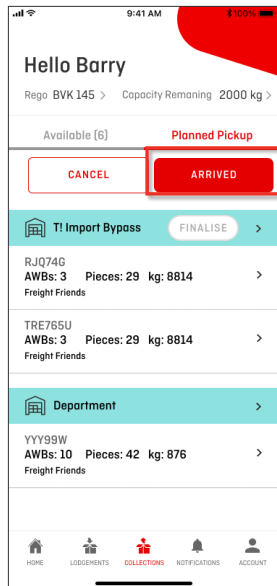 9:41 AM
100%
Hello Barry
Rego BVK 145 > Capacity Remaning 2000 kg >
Available (6) Planned Pickup
CANCEL ARRIVED
T! Import Bypass FINALISE >
RJQ74G
AWBs: 3 Pieces: 29 kg: 8814 >
Freight Friends
TRE765U
AWBs: 3 Pieces: 29 kg: 8814 >
Freight Friends
Department >
YYY99W
AWBs: 10 Pieces: 42 kg: 876 >
Freight Friends
HOME LODGEMENTS COLLECTIONS NOTIFICATIONS ACCOUNT